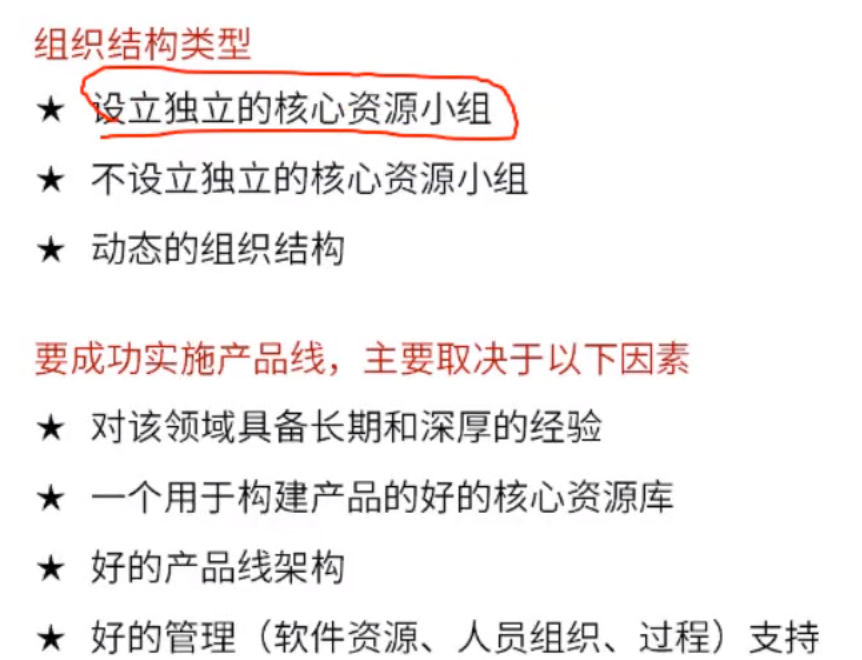 组织结构类型
★ 设立独立的核心资源小组
★ 不设立独立的核心资源小组
★ 动态的组织结构
要成功实施产品线，主要取决于以下因素
★ 对该领域具备长期和深厚的经验
★ 一个用于构建产品的好的核心资源库
★ 好的产品线架构
★ 好的管理（软件资源、人员组织、过程）支持